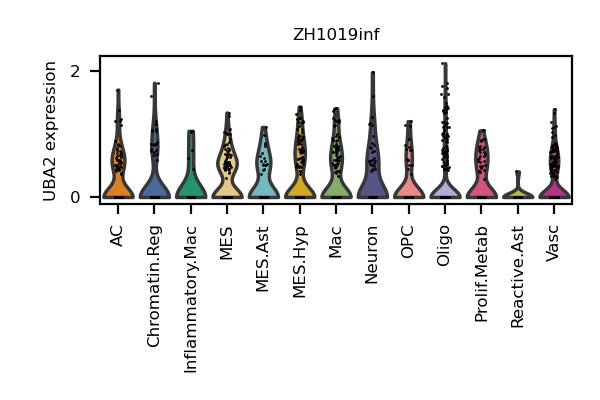 ZH1019inf
UBA2 expression
2
0
AC
Chromatin.Reg
Inflammatory.Mac
MES
MES.Ast
MES.Hyp
Mac
Neuron
OPC
Oligo
Prolif.Metab
Reactive.Ast
Vasc